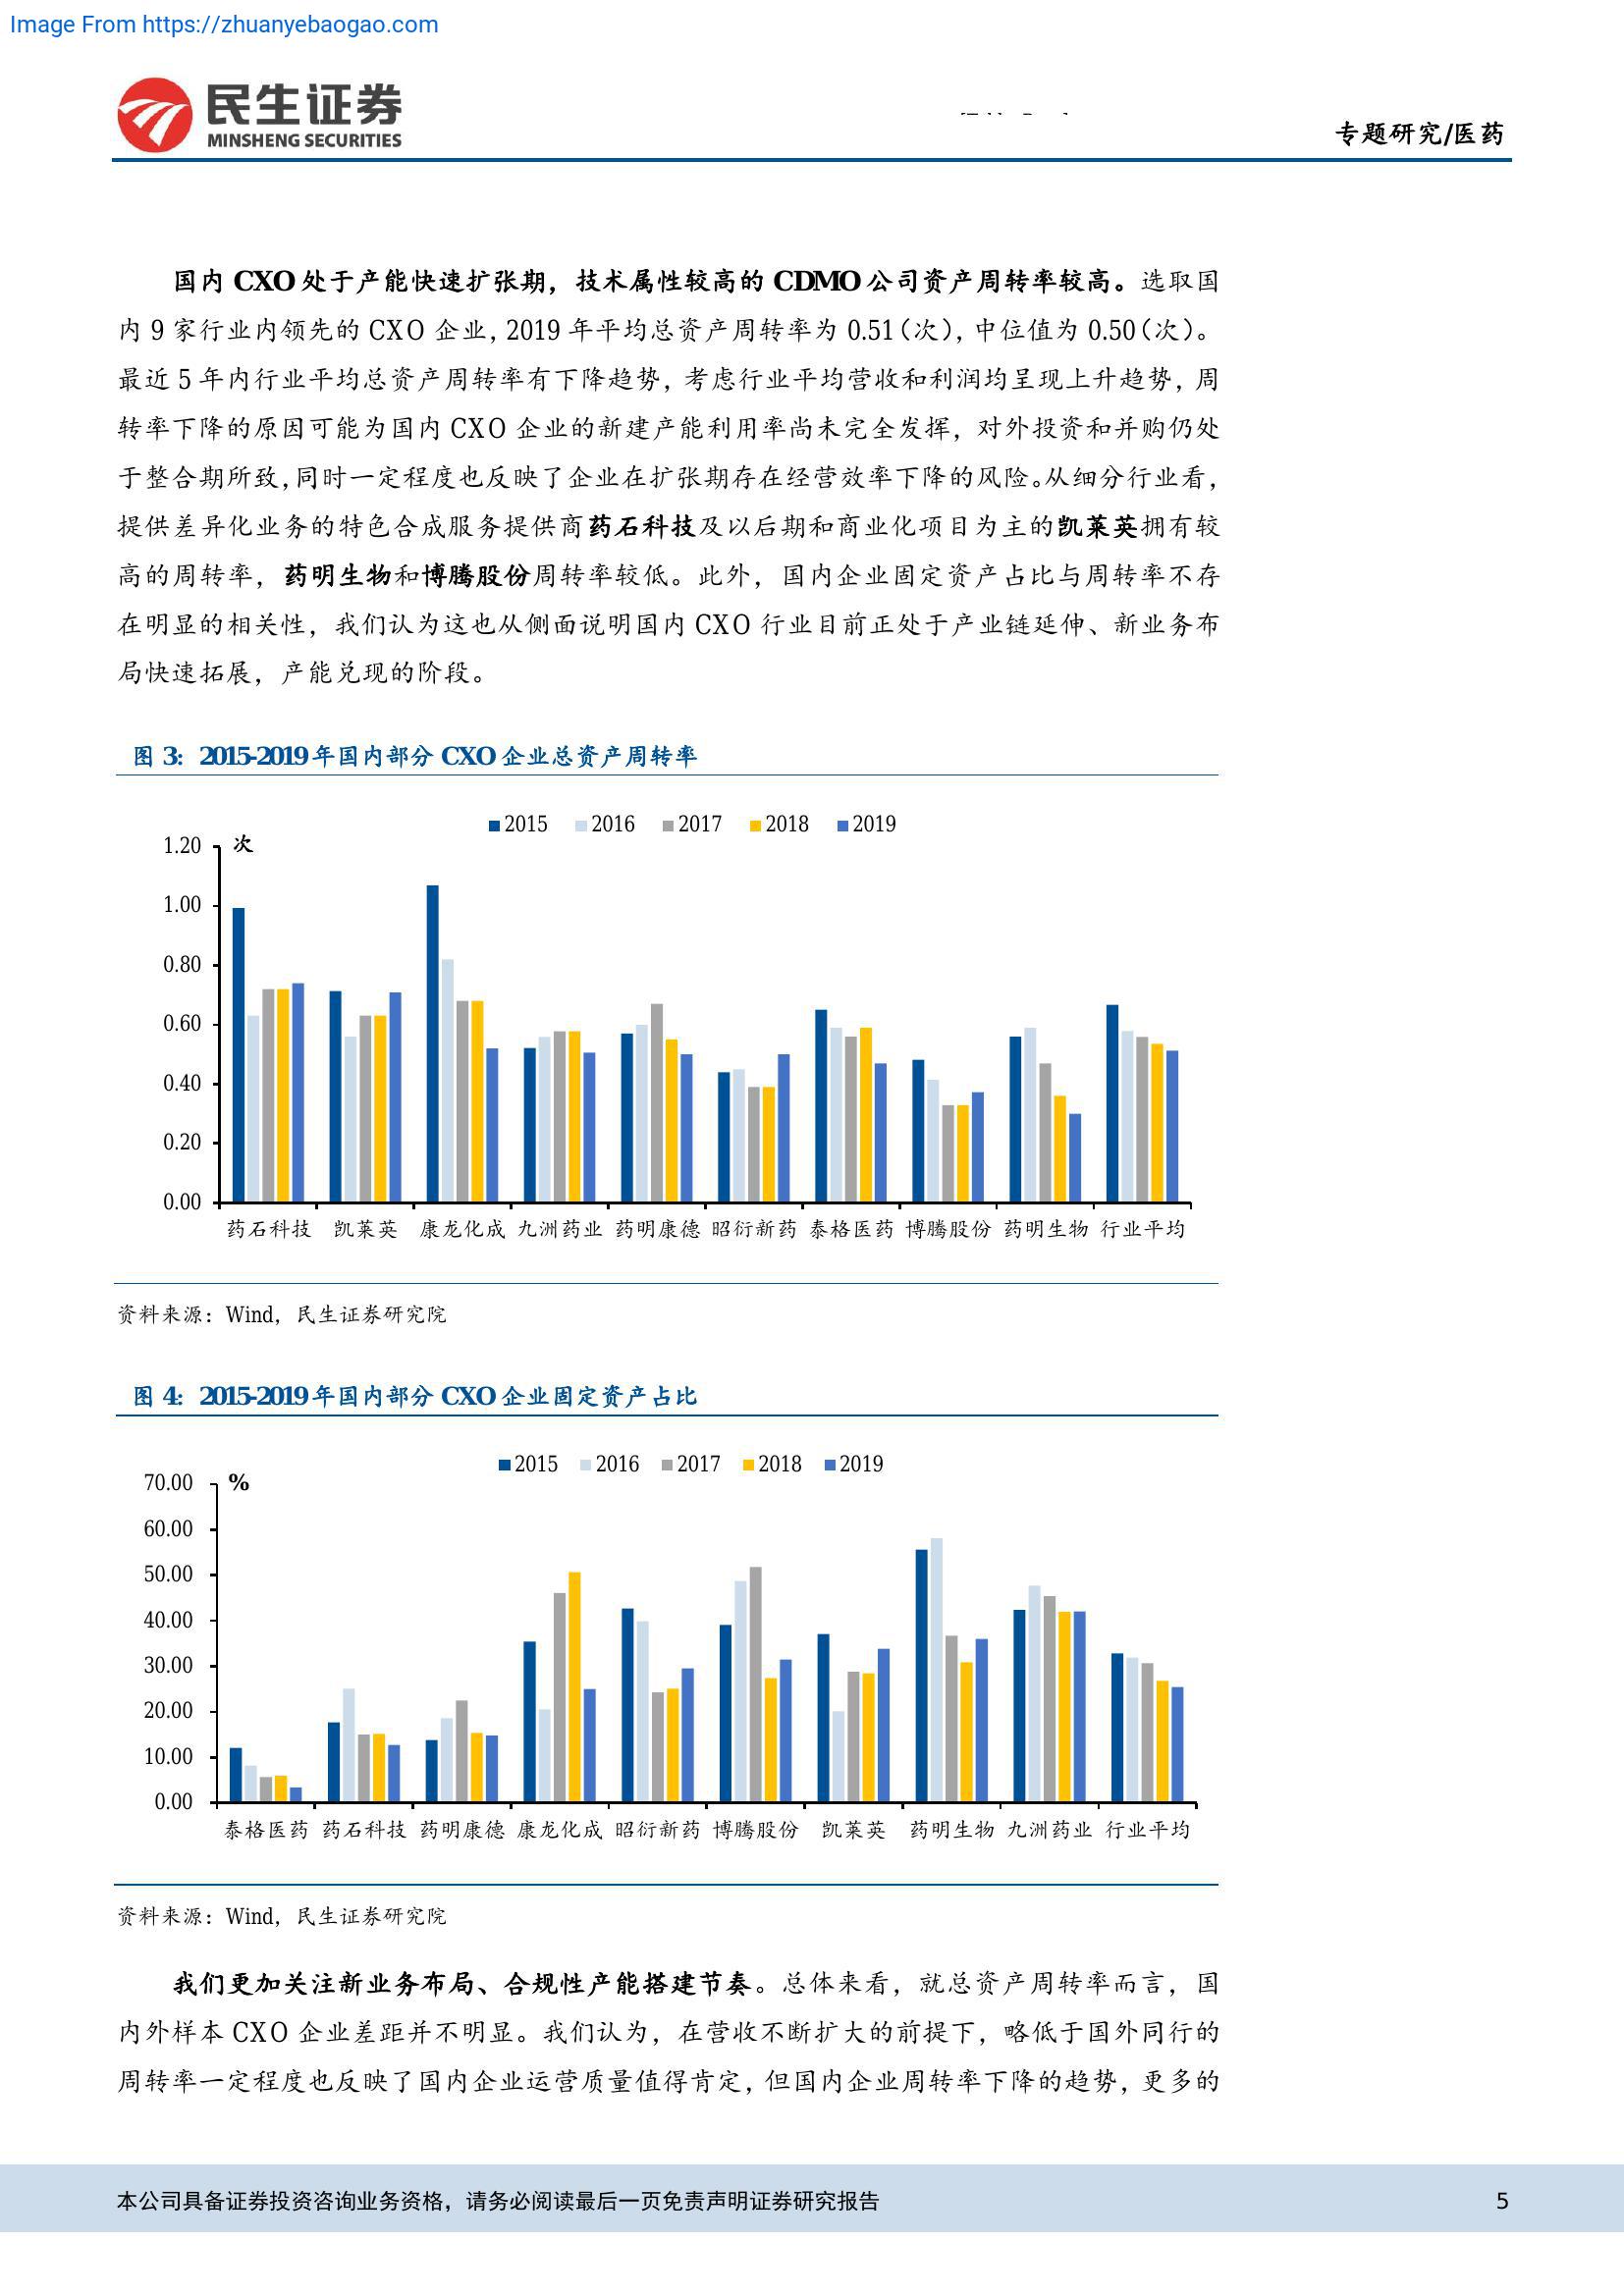 Image From https://zhuanyebaogao.com
民生证券
MINSHENG SECURITIES
专题研究/医药
国内 CXO 处于产能快速扩张期，技术属性较高的 CDMO 公司资产周转率较高。选取国
内 9 家行业内领先的 CXO 企业，2019 年平均总资产周转率为 0.51（次），中位值为 0.50（次）。
最近 5 年内行业平均总资产周转率有下降趋势，考虑行业平均营收和利润均呈现上升趋势，周
转率下降的原因可能为国内 CXO 企业的新建产能利用率尚未完全发挥，对外投资和并购仍处
于整合期所致，同时一定程度也反映了企业在扩张期存在经营效率下降的风险。从细分行业看，
提供差异化业务的特色合成服务提供商药石科技及以后期和商业化项目为主的凯莱英拥有较
高的周转率，药明生物和博腾股份周转率较低。此外，国内企业固定资产占比与周转率不存
在明显的相关性，我们认为这也从侧面说明国内 CXO 行业目前正处于产业链延伸、新业务布
局快速拓展，产能兑现的阶段。
图 3：2015-2019 年国内部分 CXO 企业总资产周转率
2015 2016 2017 2018 2019
次
1.20
1.00
0.80
0.60
0.40
0.20
0.00
药石科技 凯莱英 康龙化成 九洲药业 药明康德 昭衍新药 泰格医药 博腾股份 药明生物 行业平均
资料来源：Wind，民生证券研究院
图 4：2015-2019 年国内部分 CXO 企业固定资产占比
2015 2016 2017 2018 2019
%
70.00
60.00
50.00
40.00
30.00
20.00
10.00
0.00
泰格医药 药石科技 药明康德 康龙化成 昭衍新药 博腾股份 凯莱英 药明生物 九洲药业 行业平均
资料来源：Wind，民生证券研究院
我们更加关注新业务布局、合规性产能搭建节奏。总体来看，就总资产周转率而言，国
内外样本 CXO 企业差距并不明显。我们认为，在营收不断扩大的前提下，略低于国外同行的
周转率一定程度也反映了国内企业运营质量值得肯定，但国内企业周转率下降的趋势，更多的
本公司具备证券投资咨询业务资格，请务必阅读最后一页免责声明证券研究报告
5